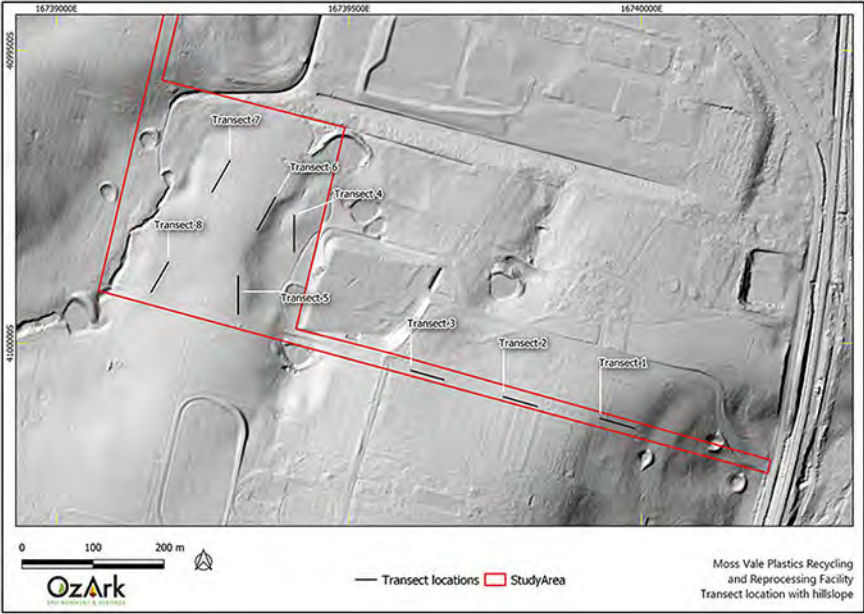 16739000E 16739500E 16740000E
4099500S
4100000S
Transect 7
Transect 6
Transect 4
Transect 8
Transect 5
Transect 3
Transect 2
Transect 1
0 100 200 m
OzArk
ENVIRONMENT & HERITAGE
Transect locations StudyArea
Moss Vale Plastics Recycling
and Reprocessing Facility
Transect location with hillslope